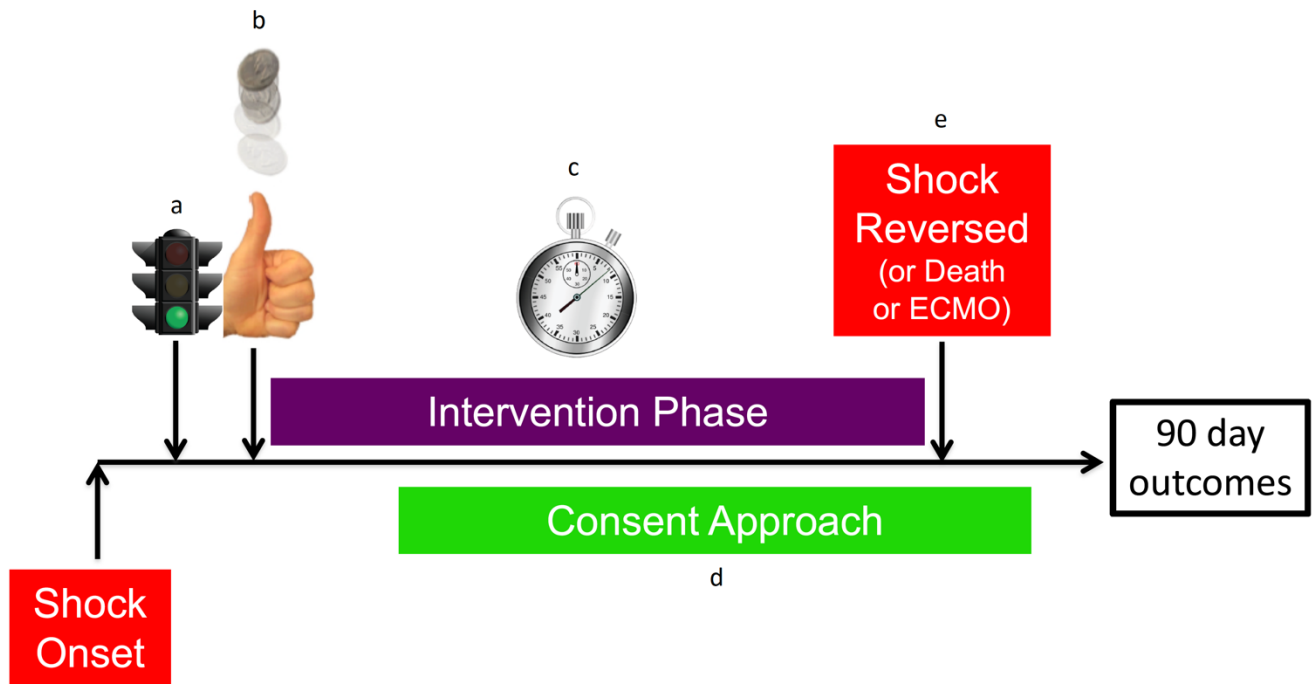 b
e
c
a
Shock
Reversed
(or Death
or ECMO)
Intervention Phase
90 day
outcomes
Consent Approach
d
Shock
Onset